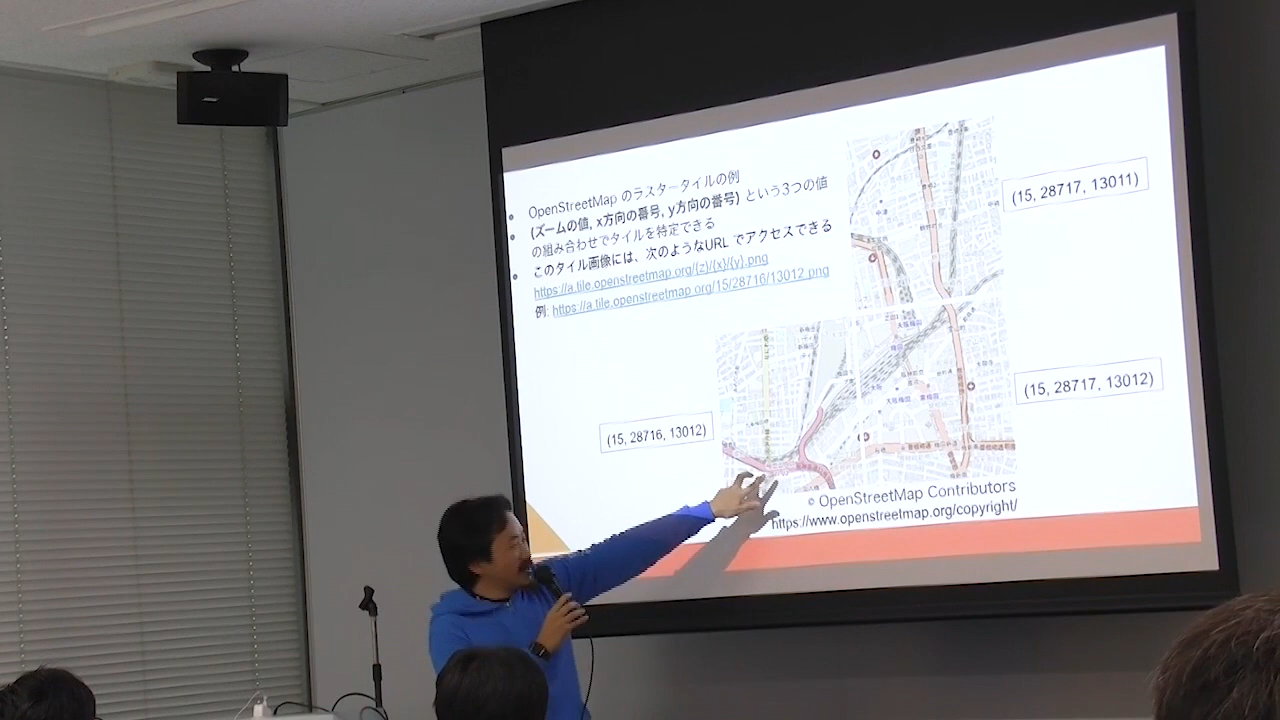 OpenStreetMap のラスタータイルの例
(ズームの値, x方向の番号, y方向の番号) という3つの値
の組み合わせでタイルを特定できる
このタイル画像には、次のようなURL でアクセスできる
https://a.tile.openstreetmap.org/{z}/{x}/{y}.png
例: https://a.tile.openstreetmap.org/15/28716/13012.png
(15, 28717, 13011)
(15, 28717, 13012)
(15, 28716, 13012)
© OpenStreetMap Contributors
https://www.openstreetmap.org/copyright/